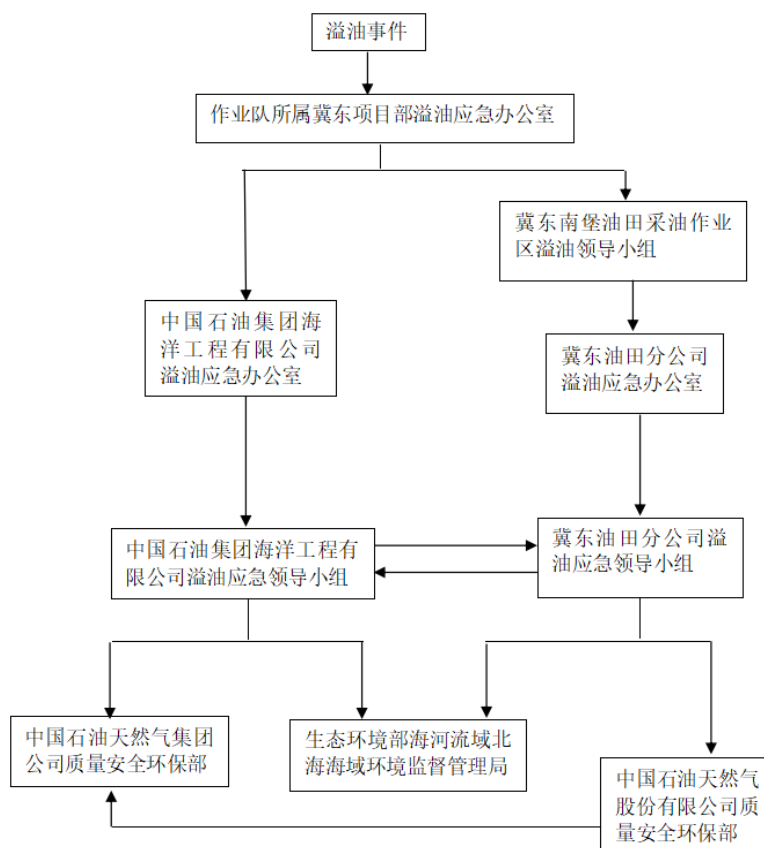 溢油事件
作业队所属冀东项目部溢油应急办公室
冀东南堡油田采油作业
区溢油领导小组
中国石油集团海
洋工程有限公司
溢油应急办公室
冀东油田分公司
溢油应急办公室
中国石油集团海洋工程有
限公司溢油应急领导小组
冀东油田分公司溢
油应急领导小组
中国石油天然气集团
公司质量安全环保部
生态环境部海河流域北
海海域环境监督管理局
中国石油天然气
股份有限公司质
量安全环保部